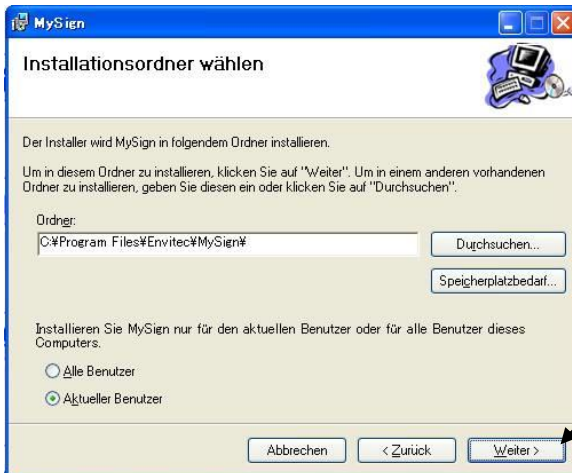 MySign
Installationsordner wählen
Der Installer wird MySign in folgendem Ordner installieren.
Um in diesem Ordner zu installieren, klicken Sie auf "Weiter". Um in einem anderen vorhandenen
Ordner zu installieren, geben Sie diesen ein oder klicken Sie auf "Durchsuchen".
Ordner:
C:¥Program Files¥Envitec¥MySign¥
Durchsuchen...
Speicherplatzbedarf...
Installieren Sie MySign nur für den aktuellen Benutzer oder für alle Benutzer dieses
Computers.
Alle Benutzer
Aktueller Benutzer
Abbrechen
< Zurück
Weiter >